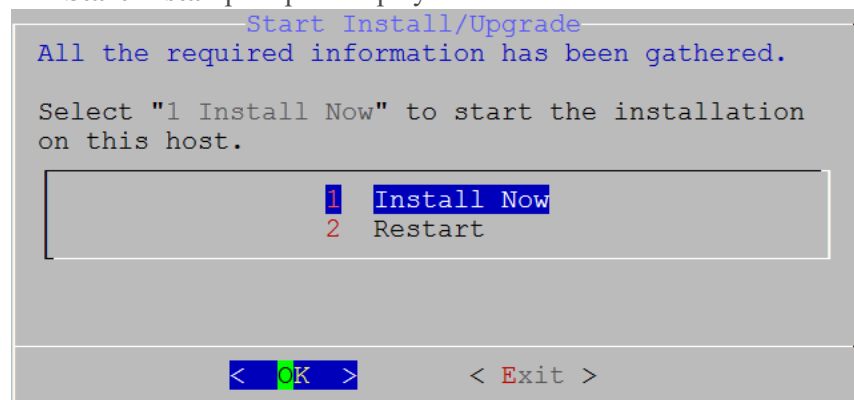 Start Install/Upgrade
All the required information has been gathered.
Select "1 Install Now" to start the installation
on this host.
1 Install Now
2 Restart
< OK > < Exit >